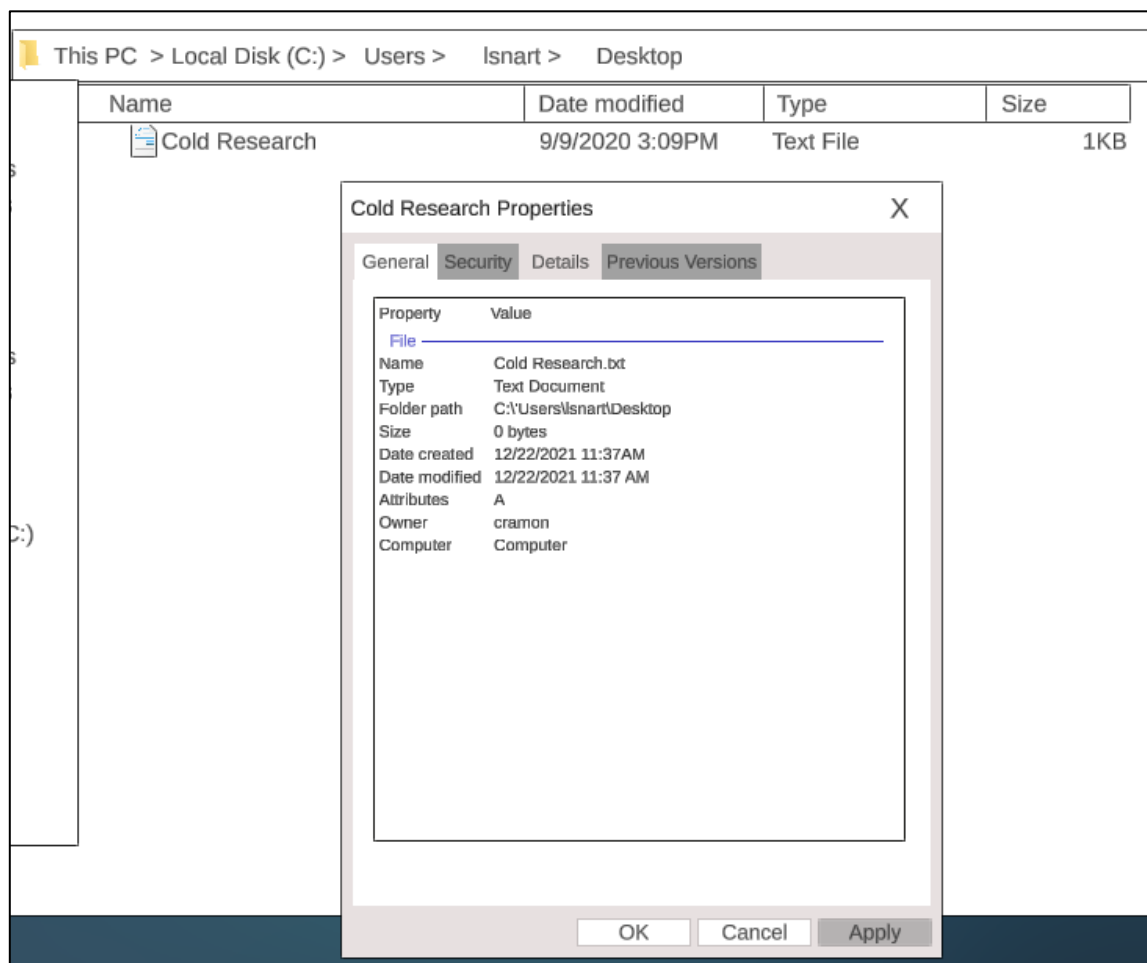 This PC > Local Disk (C:) > Users > lsnart > Desktop
Name Date modified Type Size
Cold Research 9/9/2020 3:09PM Text File 1KB
s
Cold Research Properties X
General Security Details Previous Versions
Property Value
File
s
Name Cold Research.txt
Type Text Document
Folder path C:\'Users\lsnart\Desktop
Size 0 bytes
Date created 12/22/2021 11:37AM
Date modified 12/22/2021 11:37 AM
Attributes A
Owner cramon
C:)
Computer Computer
OK Cancel Apply